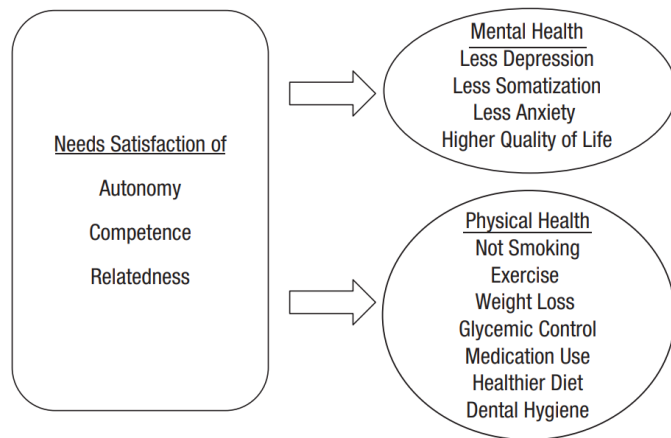 Needs Satisfaction of
Autonomy
Competence
Relatedness
Mental Health
Less Depression
Less Somatization
Less Anxiety
Higher Quality of Life
Physical Health
Not Smoking
Exercise
Weight Loss
Glycemic Control
Medication Use
Healthier Diet
Dental Hygiene